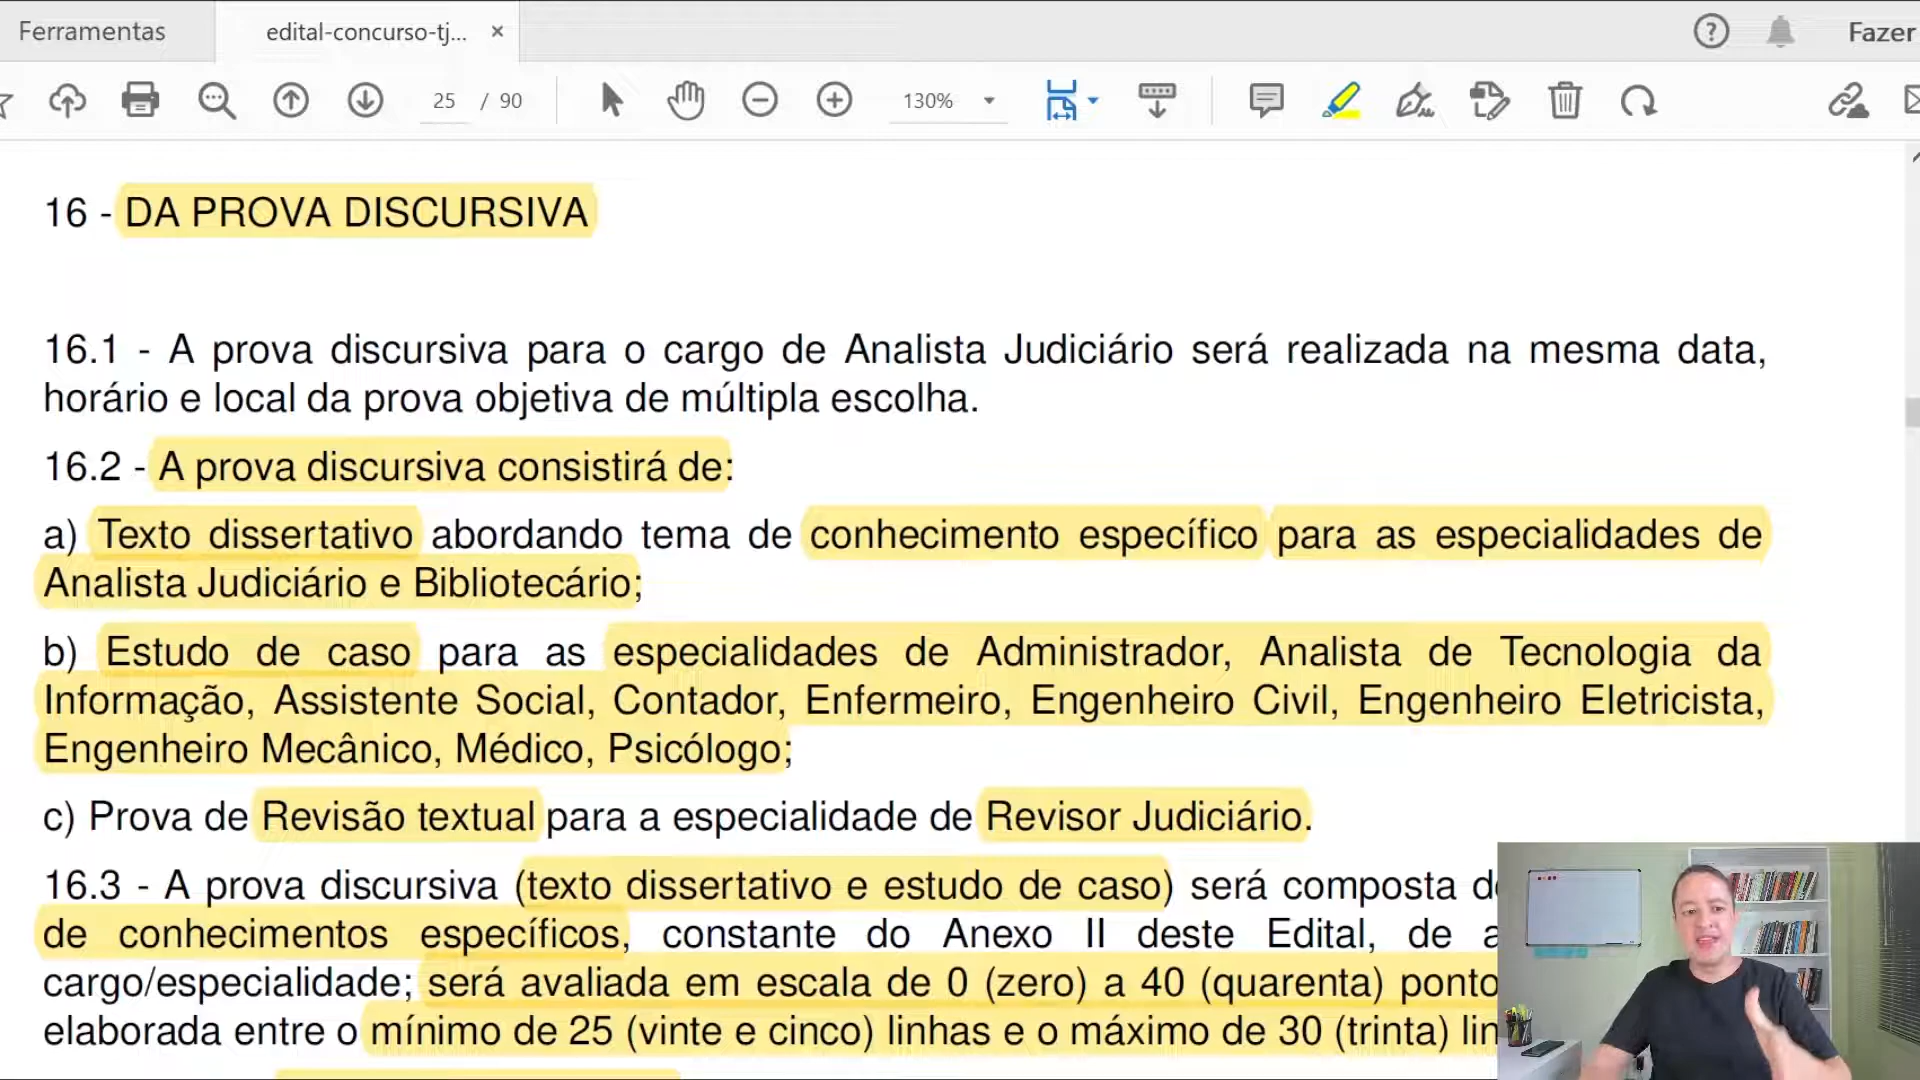 Ferramentas
edital-concurso-tj... ×
Fazer
25 / 90
130%
16 - DA PROVA DISCURSIVA
16.1 - A prova discursiva para o cargo de Analista Judiciário será realizada na mesma data,
horário e local da prova objetiva de múltipla escolha.
16.2 - A prova discursiva consistirá de:
a) Texto dissertativo abordando tema de conhecimento específico para as especialidades de
Analista Judiciário e Bibliotecário;
b) Estudo de caso para as especialidades de Administrador, Analista de Tecnologia da
Informação, Assistente Social, Contador, Enfermeiro, Engenheiro Civil, Engenheiro Eletricista,
Engenheiro Mecânico, Médico, Psicólogo;
c) Prova de Revisão textual para a especialidade de Revisor Judiciário.
16.3 - A prova discursiva (texto dissertativo e estudo de caso) será composta
de conhecimentos específicos, constante do Anexo II deste Edital, de
cargo/especialidade; será avaliada em escala de 0 (zero) a 40 (quarenta)
elaborada entre o mínimo de 25 (vinte e cinco) linhas e o máximo de 30 (trinta)